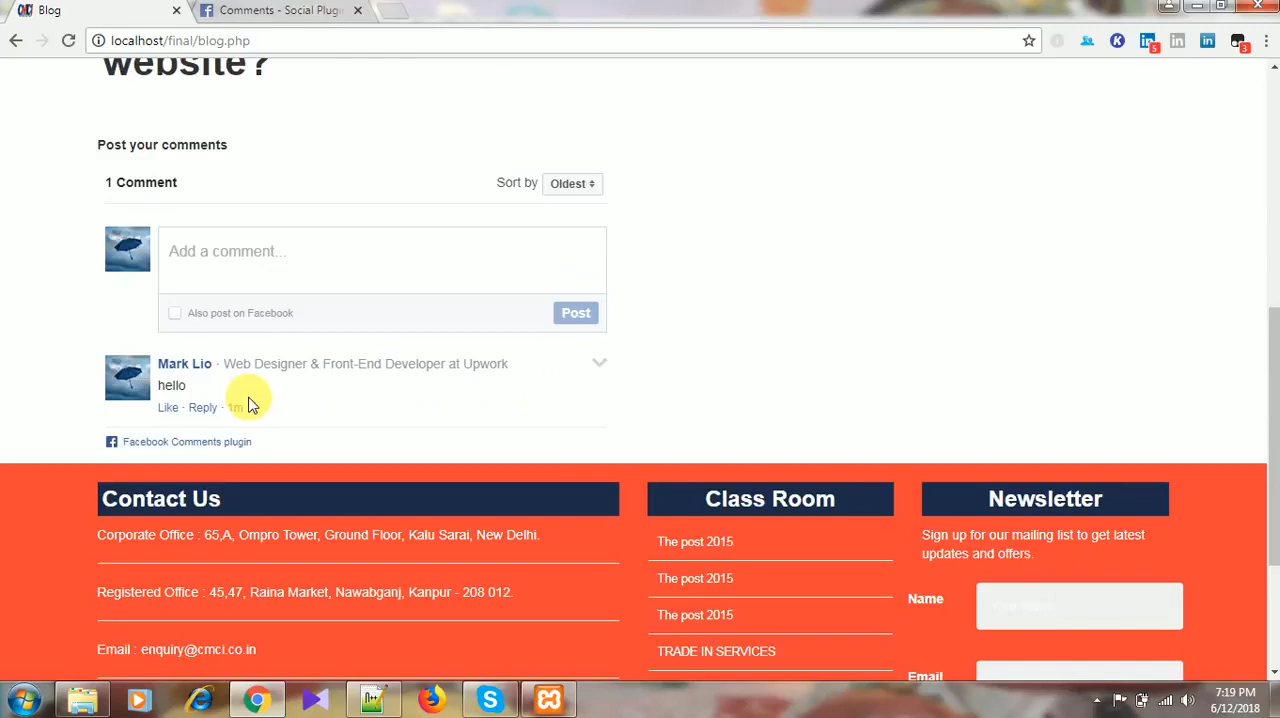 Blog
Comments - Social Plugi
localhost/final/blog.php
5
3
website?
Post your comments
1 Comment
Sort by Oldest
Add a comment...
Also post on Facebook
Post
Mark Lio · Web Designer & Front-End Developer at Upwork
hello
Like · Reply · 1m
Facebook Comments plugin
Contact Us
Corporate Office : 65,A, Ompro Tower, Ground Floor, Kalu Sarai, New Delhi.
Registered Office : 45,47, Raina Market, Nawabganj, Kanpur - 208 012.
Email : enquiry@cmci.co.in
Class Room
The post 2015
The post 2015
The post 2015
TRADE IN SERVICES
Newsletter
Sign up for our mailing list to get latest
updates and offers.
Name
Email
7:19 PM
6/12/2018